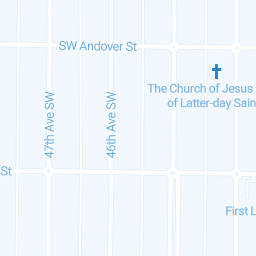 SW Andover St
The Church of Jesus
of Latter-day Sain
47th Ave SW
46th Ave SW
St
First L